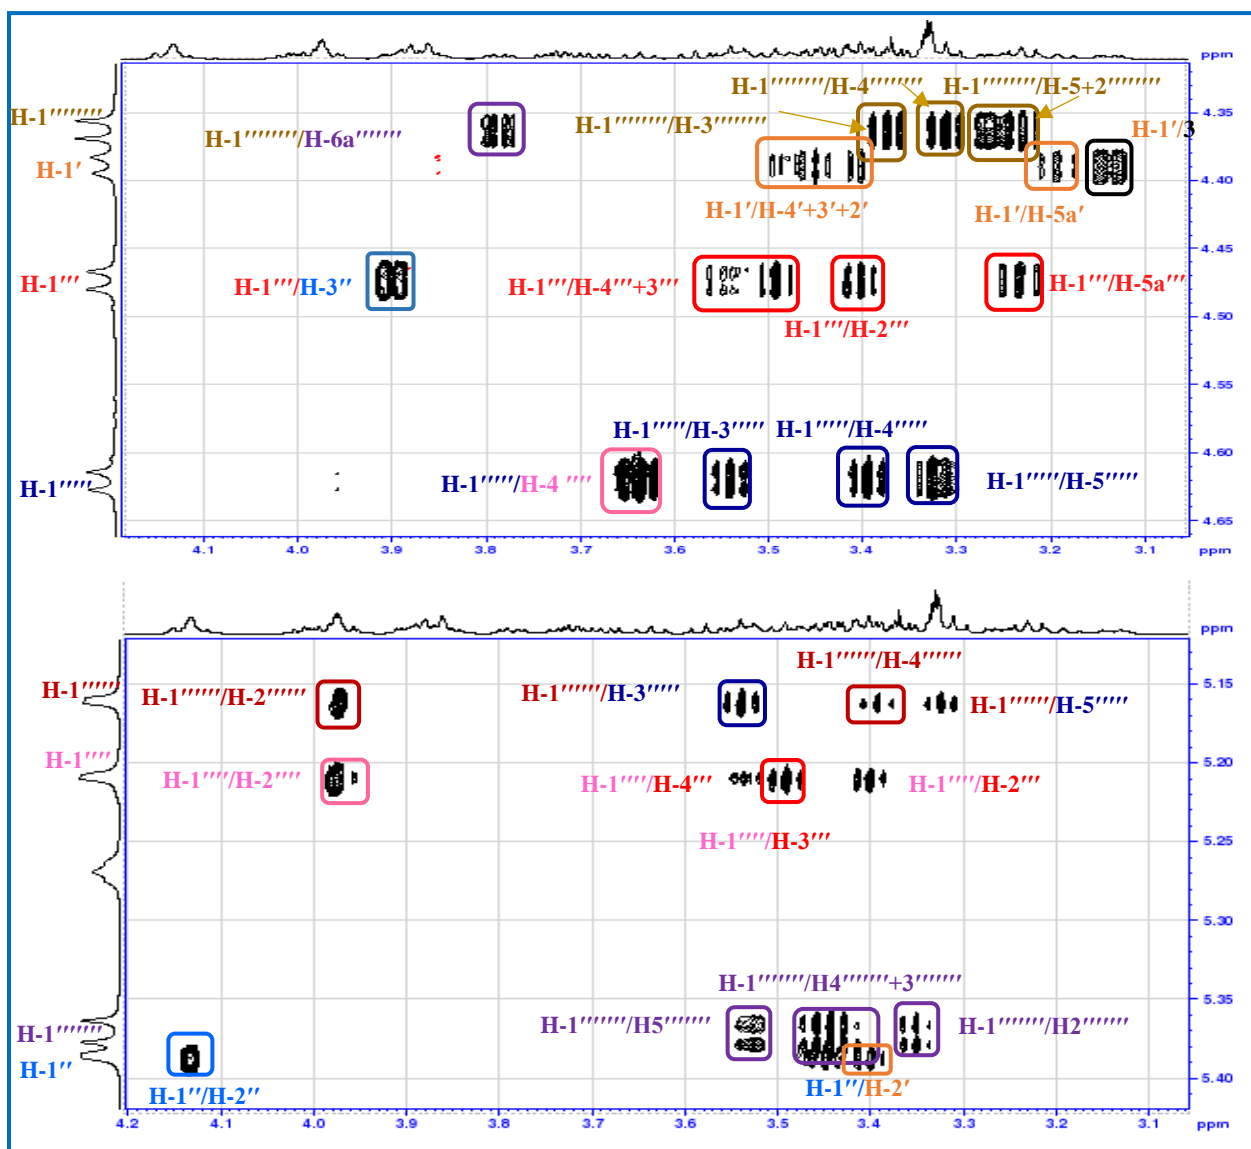 ppm
H-1′′′′′′′′/H-4′′′′′′′′ H-1′′′′′′′′/H-5+2′′′′′′′′
H-1′′′′′′′′ 4.35
H-1′′′′′′′′/H-6a′′′′′′′ H-1′′′′′′′′/H-3′′′′′′′′ H-1′/3
H-1′ 4.40
H-1′/H-4′+3′+2′ H-1′/H-5a′
4.45
H-1′′′ H-1′′′/H-3′′ H-1′′′/H-4′′′+3′′′ H-1′′′/H-5a′′′
4.50
H-1′′′/H-2′′′
4.55
H-1′′′′′/H-3′′′′′ H-1′′′′′/H-4′′′′′
4.60
H-1′′′′′ H-1′′′′′/H-4 ′′′′ H-1′′′′′/H-5′′′′′
4.65
4.1 4.0 3.9 3.8 3.7 3.6 3.5 3.4 3.3 3.2 3.1 ppm
ppm
H-1′′′′′′/H-4′′′′′′
5.15
H-1′′′′′′ H-1′′′′′′/H-2′′′′′′ H-1′′′′′′/H-3′′′′′ H-1′′′′′′/H-5′′′′′
H-1′′′′ 5.20
H-1′′′′/H-2′′′′ H-1′′′′/H-4′′′ H-1′′′′/H-2′′′
H-1′′′′/H-3′′′
5.25
5.30
H-1′′′′′′′/H4′′′′′′′+3′′′′′′′
5.35
H-1′′′′′′′ H-1′′′′′′′/H5′′′′′′′ H-1′′′′′′′/H2′′′′′′′
H-1′′ 5.40
H-1′′/H-2′′ H-1′′/H-2′
4.2 4.1 4.0 3.9 3.8 3.7 3.6 3.5 3.4 3.3 3.2 3.1 ppm